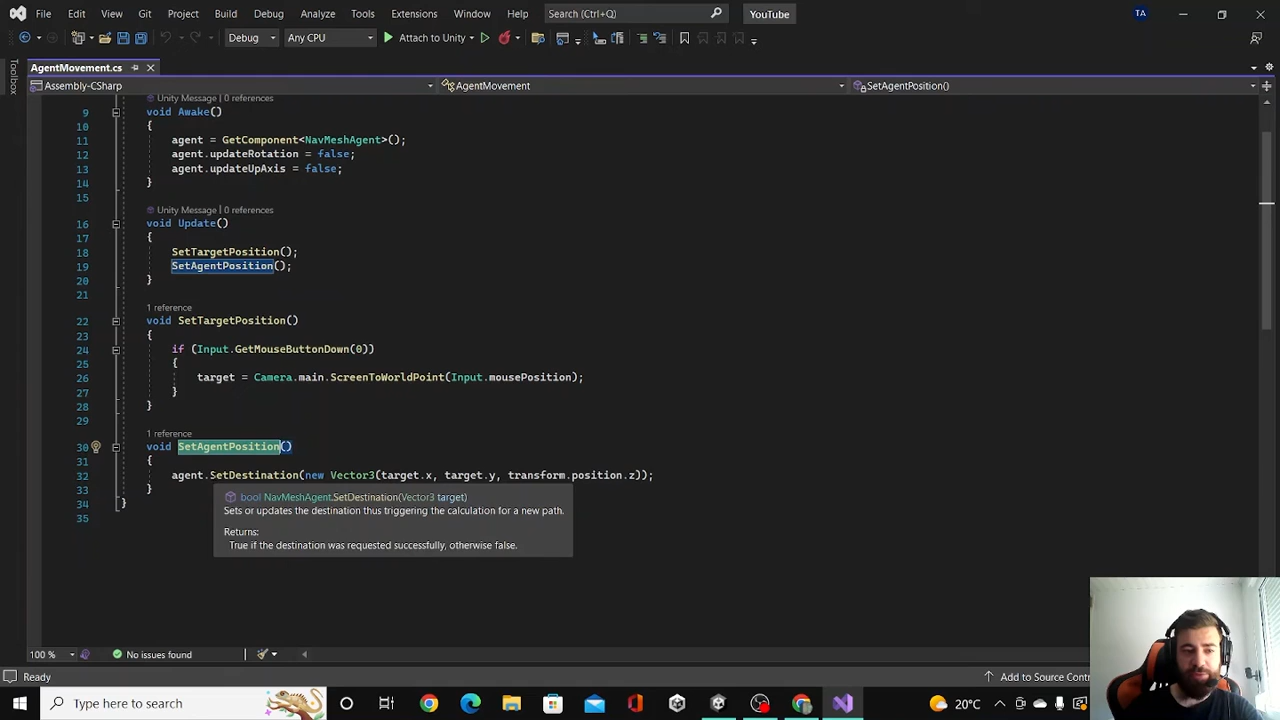 File Edit View Git Project Build Debug Analyze Tools Extensions Window Help Search (Ctrl+Q) YouTube TA
Debug Any CPU Attach to Unity
AgentMovement.cs
Toolbox
Assembly-CSharp AgentMovement SetAgentPosition()
Unity Message | 0 references
9 void Awake()
10 {
11 agent = GetComponent<NavMeshAgent>();
12 agent.updateRotation = false;
13 agent.updateUpAxis = false;
14 }
15
Unity Message | 0 references
16 void Update()
17 {
18 SetTargetPosition();
19 SetAgentPosition();
20 }
21
1 reference
22 void SetTargetPosition()
23 {
24 if (Input.GetMouseButtonDown(0))
25 {
26 target = Camera.main.ScreenToWorldPoint(Input.mousePosition);
27 }
28 }
29
1 reference
30 void SetAgentPosition()
31 {
32 agent.SetDestination(new Vector3(target.x, target.y, transform.position.z));
33 }
34 }
35
bool NavMeshAgent.SetDestination(Vector3 target)
Sets or updates the destination thus triggering the calculation for a new path.
Returns:
True if the destination was requested successfully, otherwise false.
100 % No issues found
Ready Add to Source Contr
Type here to search 20°C